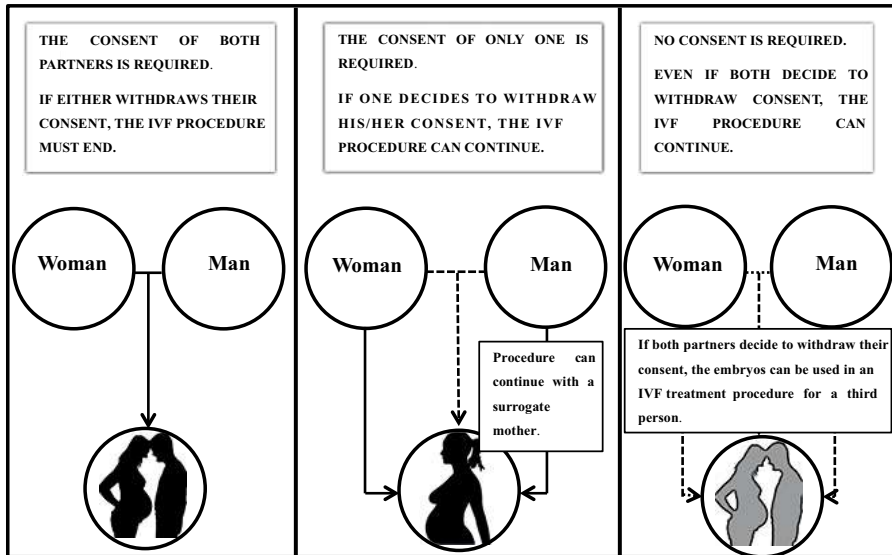 THE CONSENT OF BOTH
PARTNERS IS REQUIRED.
IF EITHER WITHDRAWS THEIR
CONSENT, THE IVF PROCEDURE
MUST END.
Woman
Man
THE CONSENT OF ONLY ONE IS
REQUIRED.
IF ONE DECIDES TO WITHDRAW
HIS/HER CONSENT, THE IVF
PROCEDURE CAN CONTINUE.
Woman
Man
Procedure can
continue with a
surrogate
mother.
NO CONSENT IS REQUIRED.
EVEN IF BOTH DECIDE TO
WITHDRAW CONSENT, THE
IVF PROCEDURE CAN
CONTINUE.
Woman
Man
If both partners decide to withdraw their
consent, the embryos can be used in an
IVF treatment procedure for a third
person.